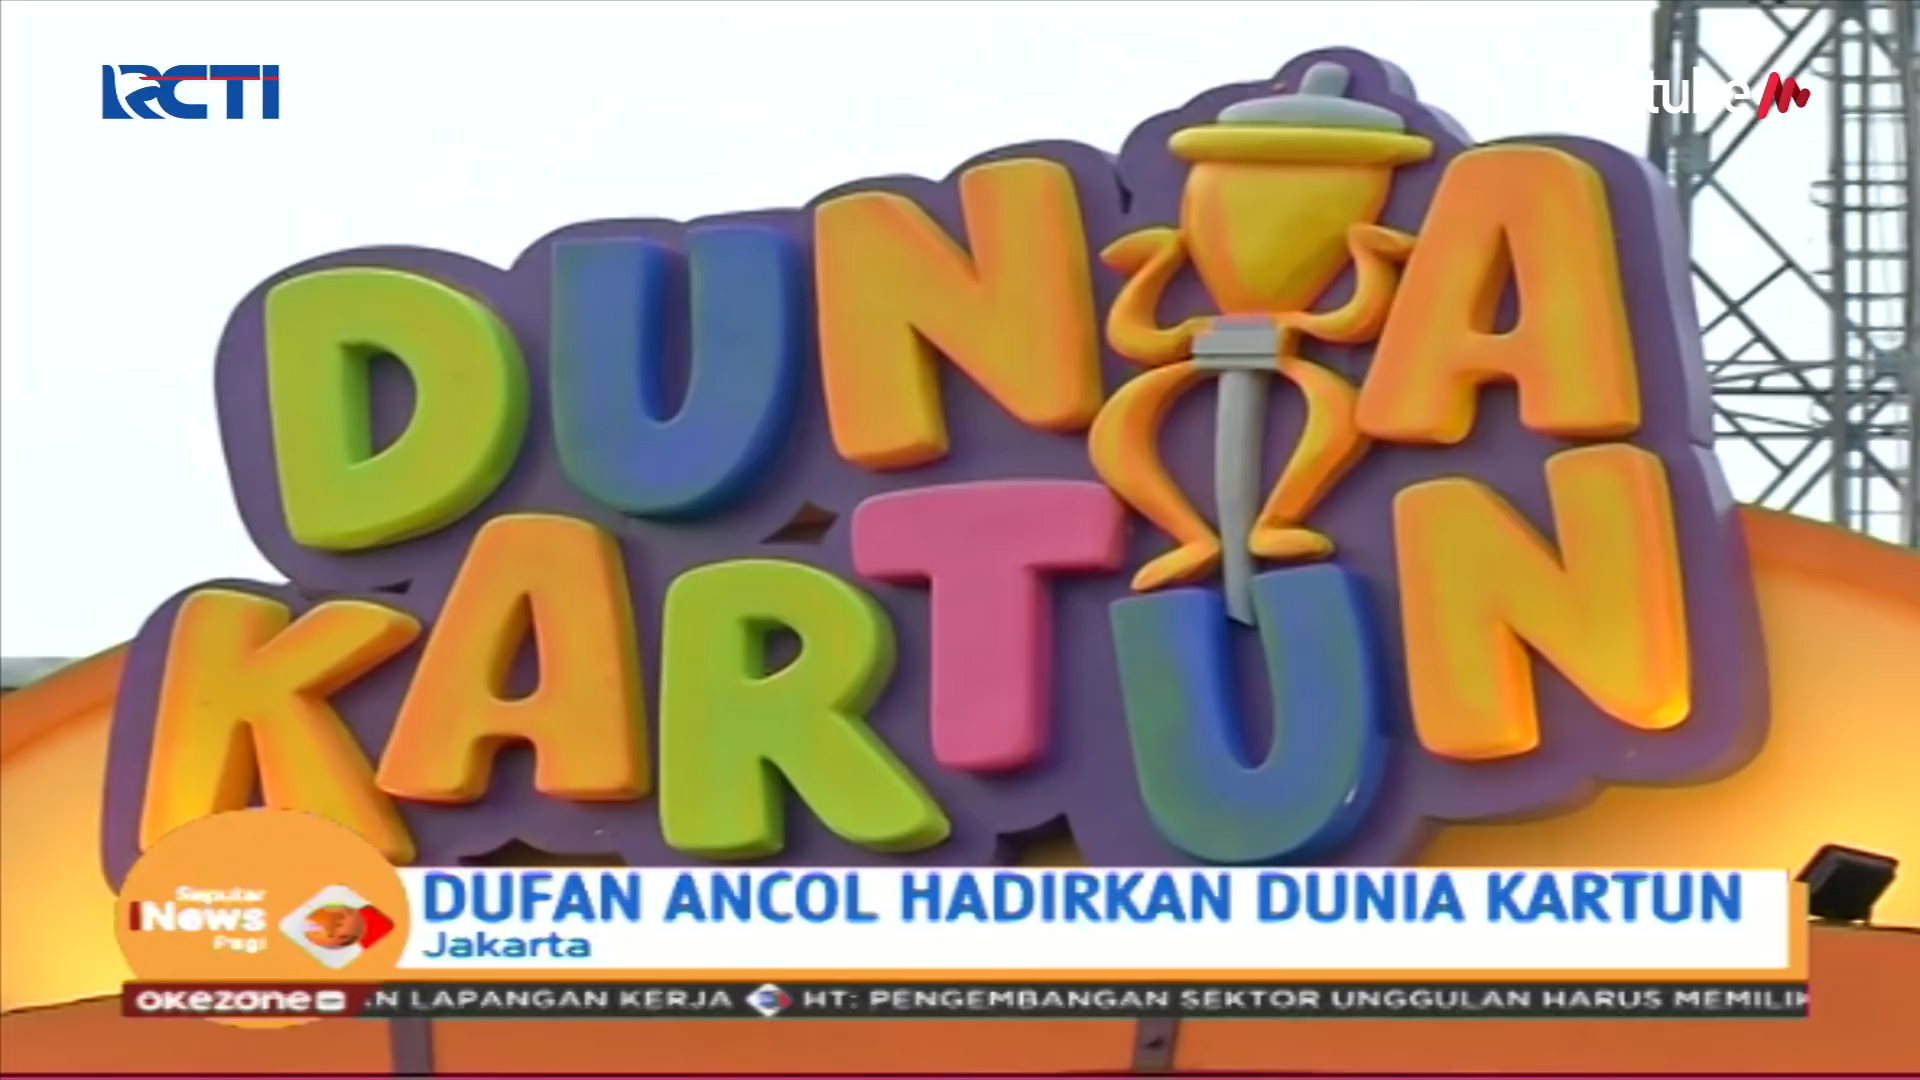 RCTI
DUNIA
KARTUN
Seputar
iNews
Pagi
DUFAN ANCOL HADIRKAN DUNIA KARTUN
Jakarta
OKEZONE
LAPANGAN KERJA HT: PENGEMBANGAN SEKTOR UNGGULAN HARUS